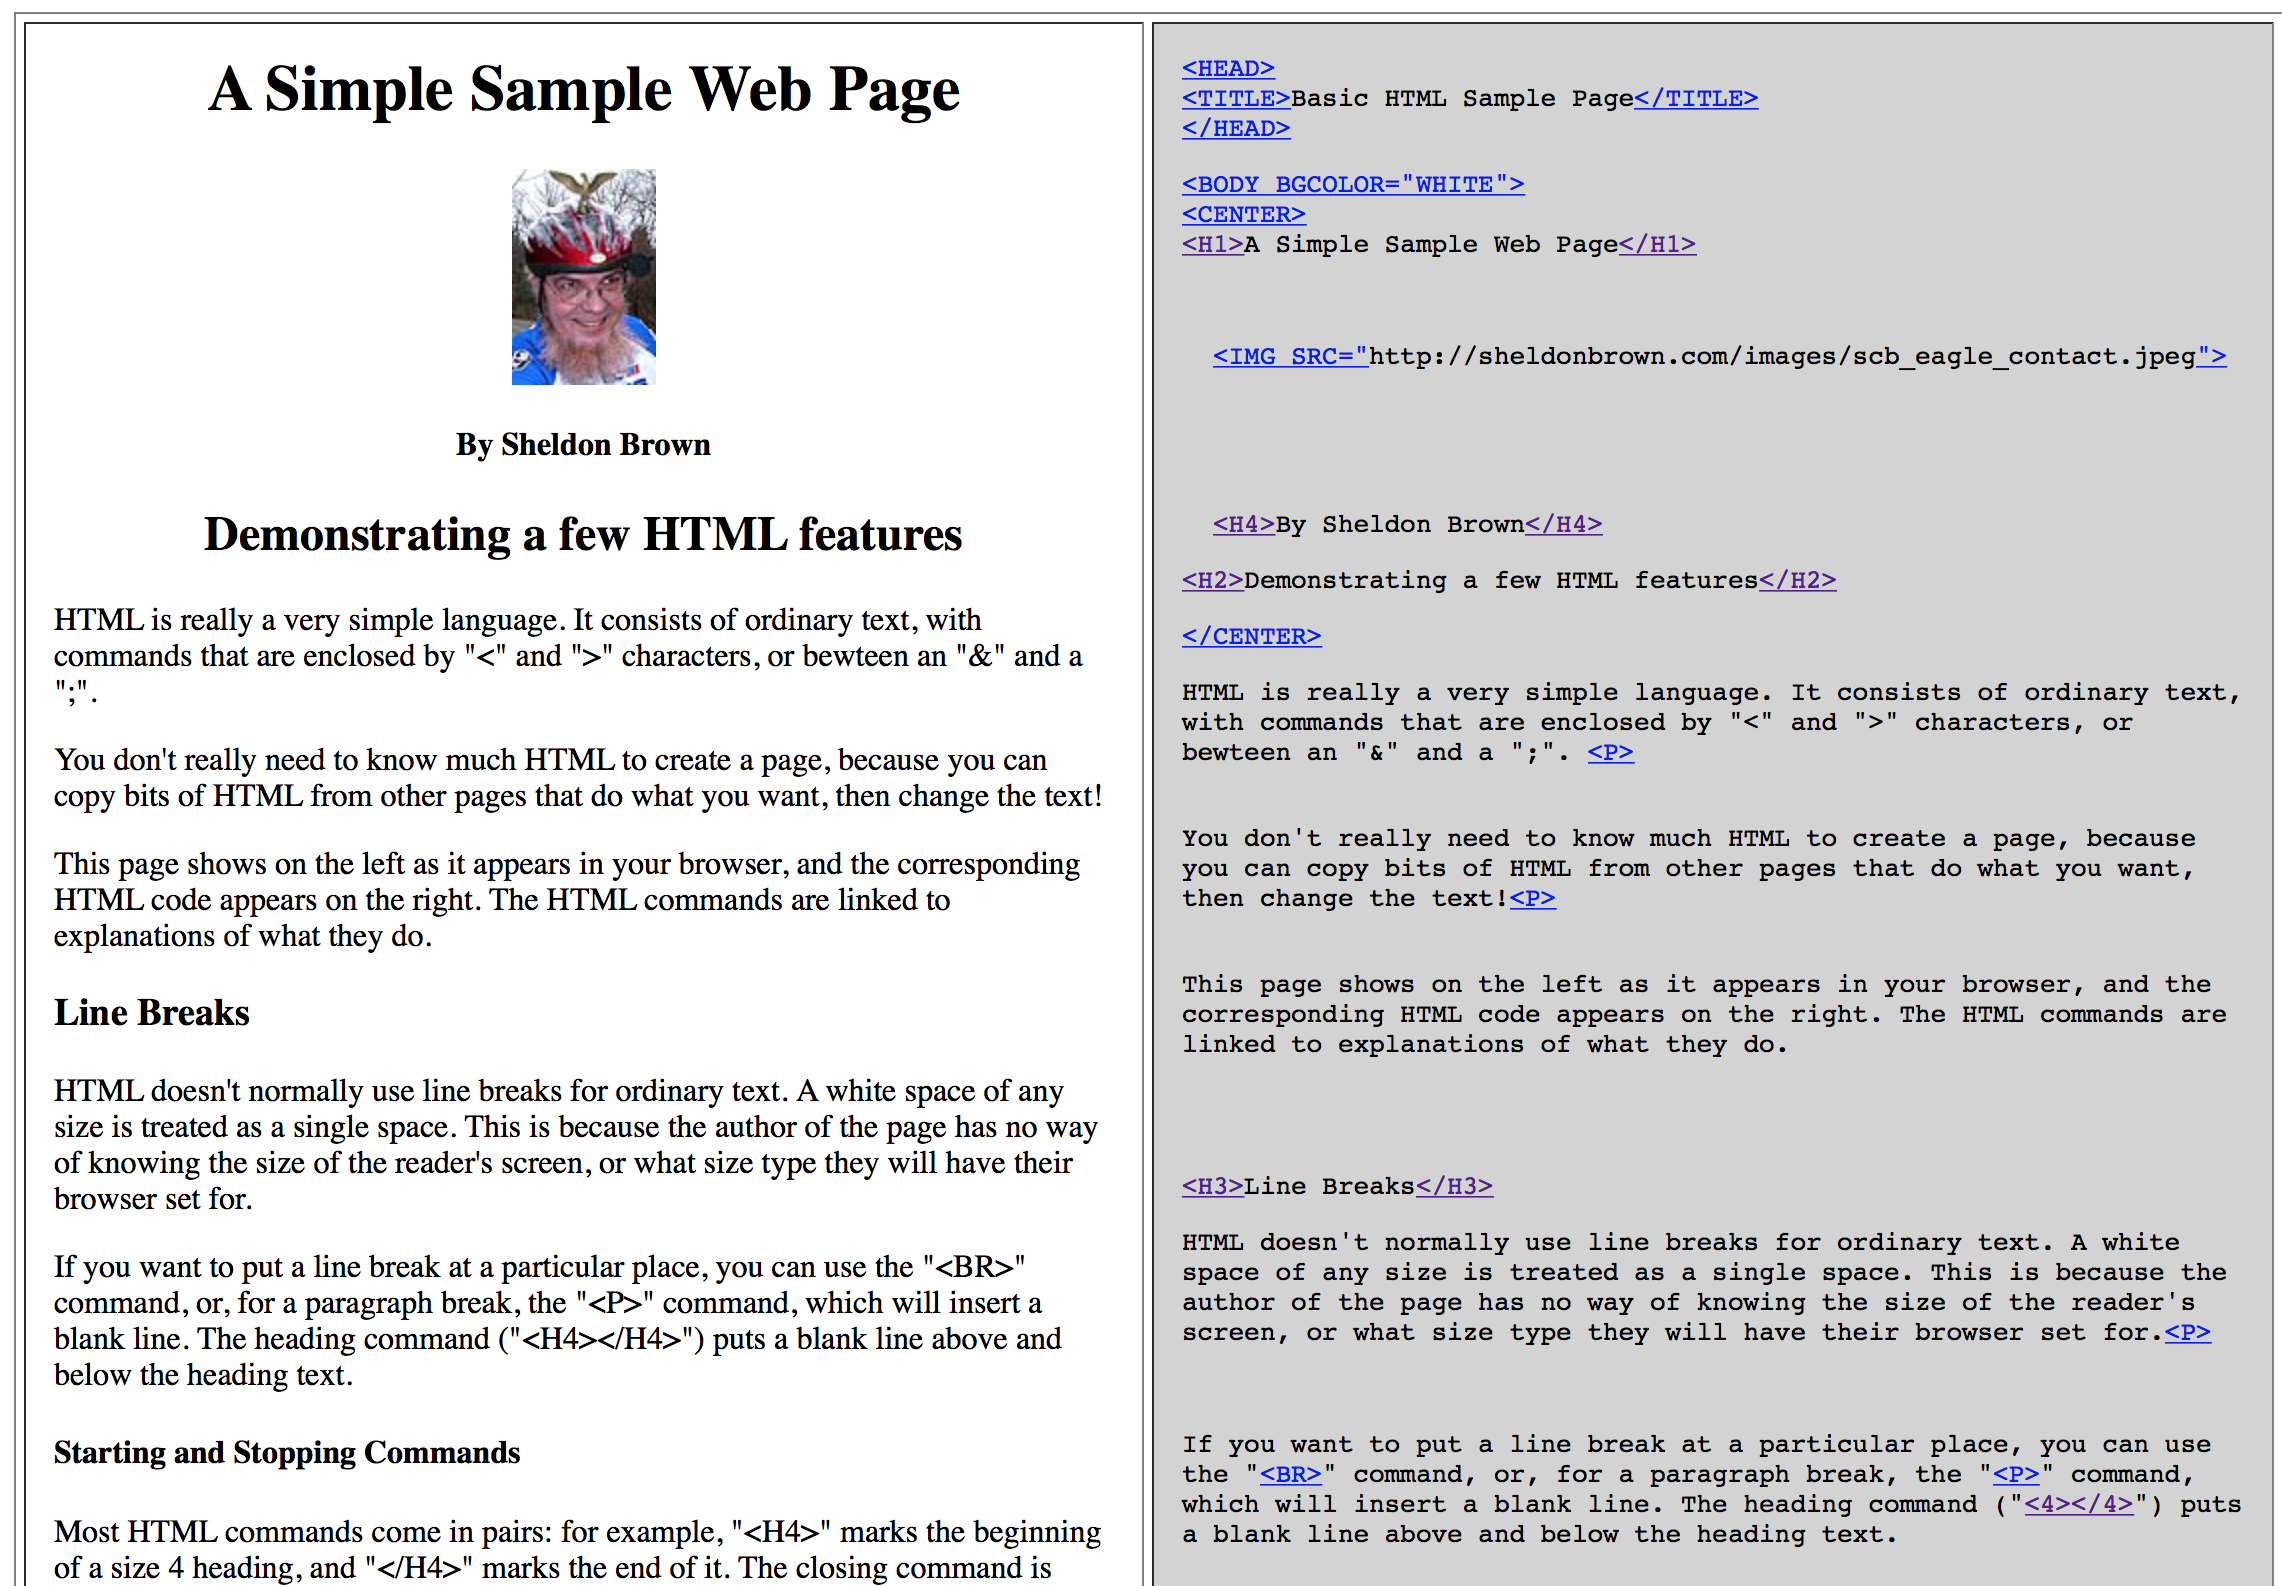 A Simple Sample Web Page
By Sheldon Brown
Demonstrating a few HTML features
HTML is really a very simple language. It consists of ordinary text, with
commands that are enclosed by "<" and ">" characters, or bewteen an "&" and a
";".
You don't really need to know much HTML to create a page, because you can
copy bits of HTML from other pages that do what you want, then change the text!
This page shows on the left as it appears in your browser, and the corresponding
HTML code appears on the right. The HTML commands are linked to
explanations of what they do.
Line Breaks
HTML doesn't normally use line breaks for ordinary text. A white space of any
size is treated as a single space. This is because the author of the page has no way
of knowing the size of the reader's screen, or what size type they will have their
browser set for.
If you want to put a line break at a particular place, you can use the "<BR>"
command, or, for a paragraph break, the "<P>" command, which will insert a
blank line. The heading command ("<H4></H4>") puts a blank line above and
below the heading text.
Starting and Stopping Commands
Most HTML commands come in pairs: for example, "<H4>" marks the beginning
of a size 4 heading, and "</H4>" marks the end of it. The closing command is
<HEAD>
<TITLE>Basic HTML Sample Page</TITLE>
</HEAD>
<BODY BGCOLOR="WHITE">
<CENTER>
<H1>A Simple Sample Web Page</H1>
<IMG SRC="http://sheldonbrown.com/images/scb_eagle_contact.jpeg">
<H4>By Sheldon Brown</H4>
<H2>Demonstrating a few HTML features</H2>
</CENTER>
HTML is really a very simple language. It consists of ordinary text,
with commands that are enclosed by "<" and ">" characters, or
bewteen an "&" and a ";". <P>
You don't really need to know much HTML to create a page, because
you can copy bits of HTML from other pages that do what you want,
then change the text!<P>
This page shows on the left as it appears in your browser, and the
corresponding HTML code appears on the right. The HTML commands are
linked to explanations of what they do.
<H3>Line Breaks</H3>
HTML doesn't normally use line breaks for ordinary text. A white
space of any size is treated as a single space. This is because the
author of the page has no way of knowing the size of the reader's
screen, or what size type they will have their browser set for.<P>
If you want to put a line break at a particular place, you can use
the "<BR>" command, or, for a paragraph break, the "<P>" command,
which will insert a blank line. The heading command ("<4></4>") puts
a blank line above and below the heading text.